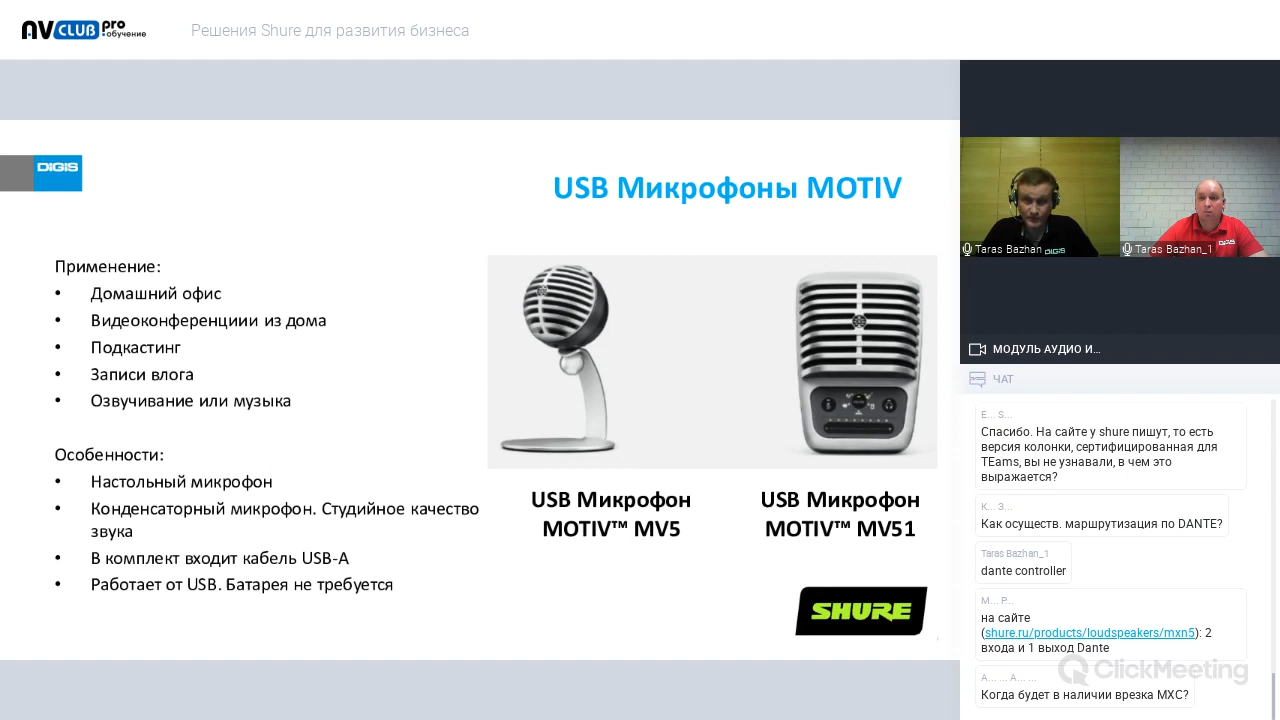 AVCLUB pro
•обучение
Решения Shure для развития бизнеса
DIGIS
USB Микрофоны MOTIV
Применение:
• Домашний офис
• Видеоконференциии из дома
• Подкастинг
• Записи влога
• Озвучивание или музыка
Особенности:
• Настольный микрофон
• Конденсаторный микрофон. Студийное качество
звука
• В комплект входит кабель USB-A
• Работает от USB. Батарея не требуется
USB Микрофон
MOTIV™ MV5
USB Микрофон
MOTIV™ MV51
SHURE
Taras Bazhan
DIGIS
Taras Bazhan_1
DIGIS
МОДУЛЬ АУДИО И...
ЧАТ
E... S...
Спасибо. На сайте у shure пишут, то есть
версия колонки, сертифицированная для
TEams, вы не узнавали, в чем это
выражается?
К... З...
Как осуществ. маршрутизация по DANTE?
Taras Bazhan_1
dante controller
М... Р...
на сайте
(shure.ru/products/loudspeakers/mxn5): 2
входа и 1 выход Dante
ClickMeeting
А... ... А... ...
Когда будет в наличии врезка MXC?